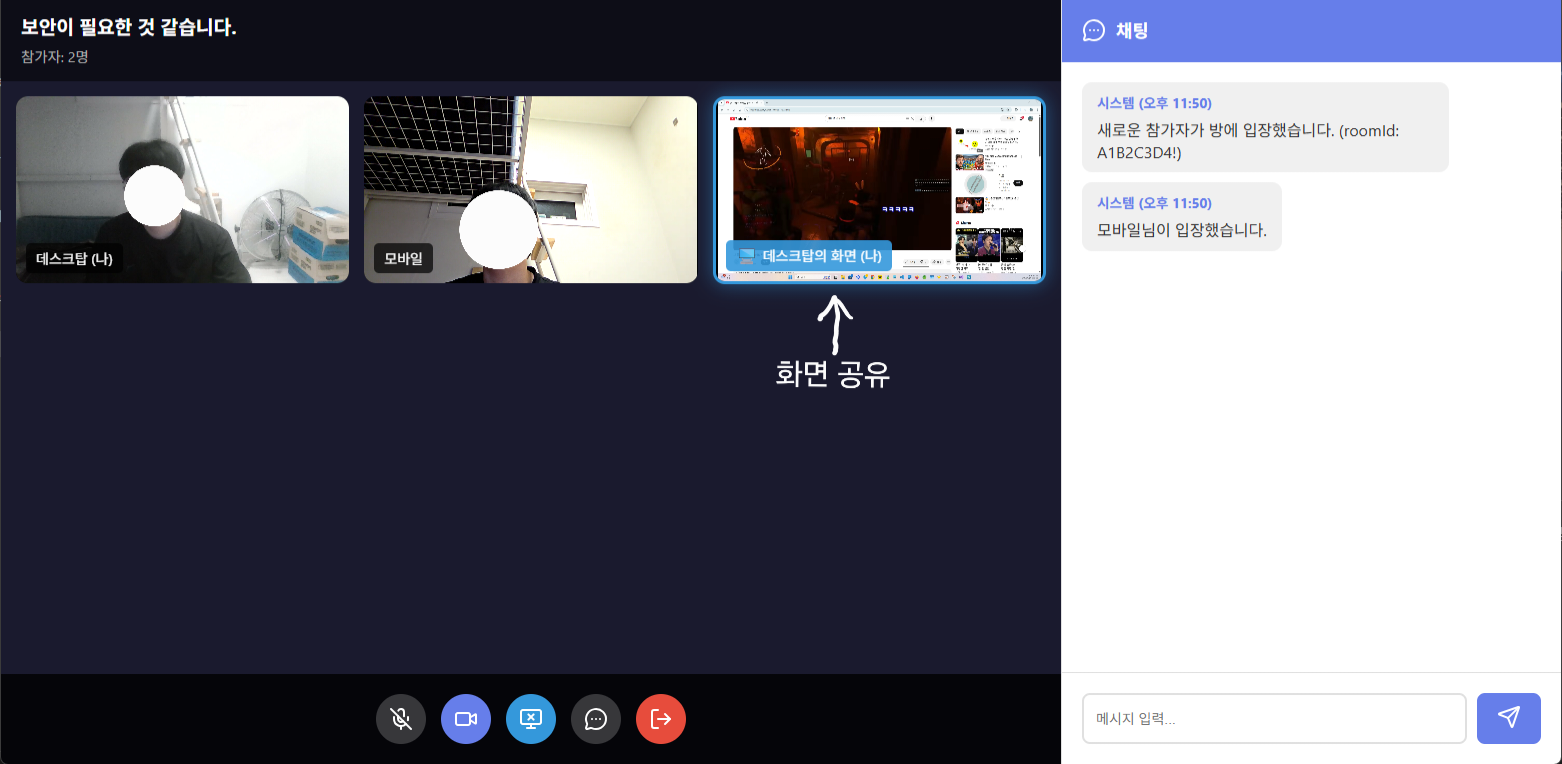 보안이 필요한 것 같습니다.
참가자: 2명
데스크탑 (나)
모바일
데스크탑의 화면 (나)
화면 공유
채팅
시스템 (오후 11:50)
새로운 참가자가 방에 입장했습니다. (roomId:
A1B2C3D4!)
시스템 (오후 11:50)
모바일님이 입장했습니다.
메시지 입력...